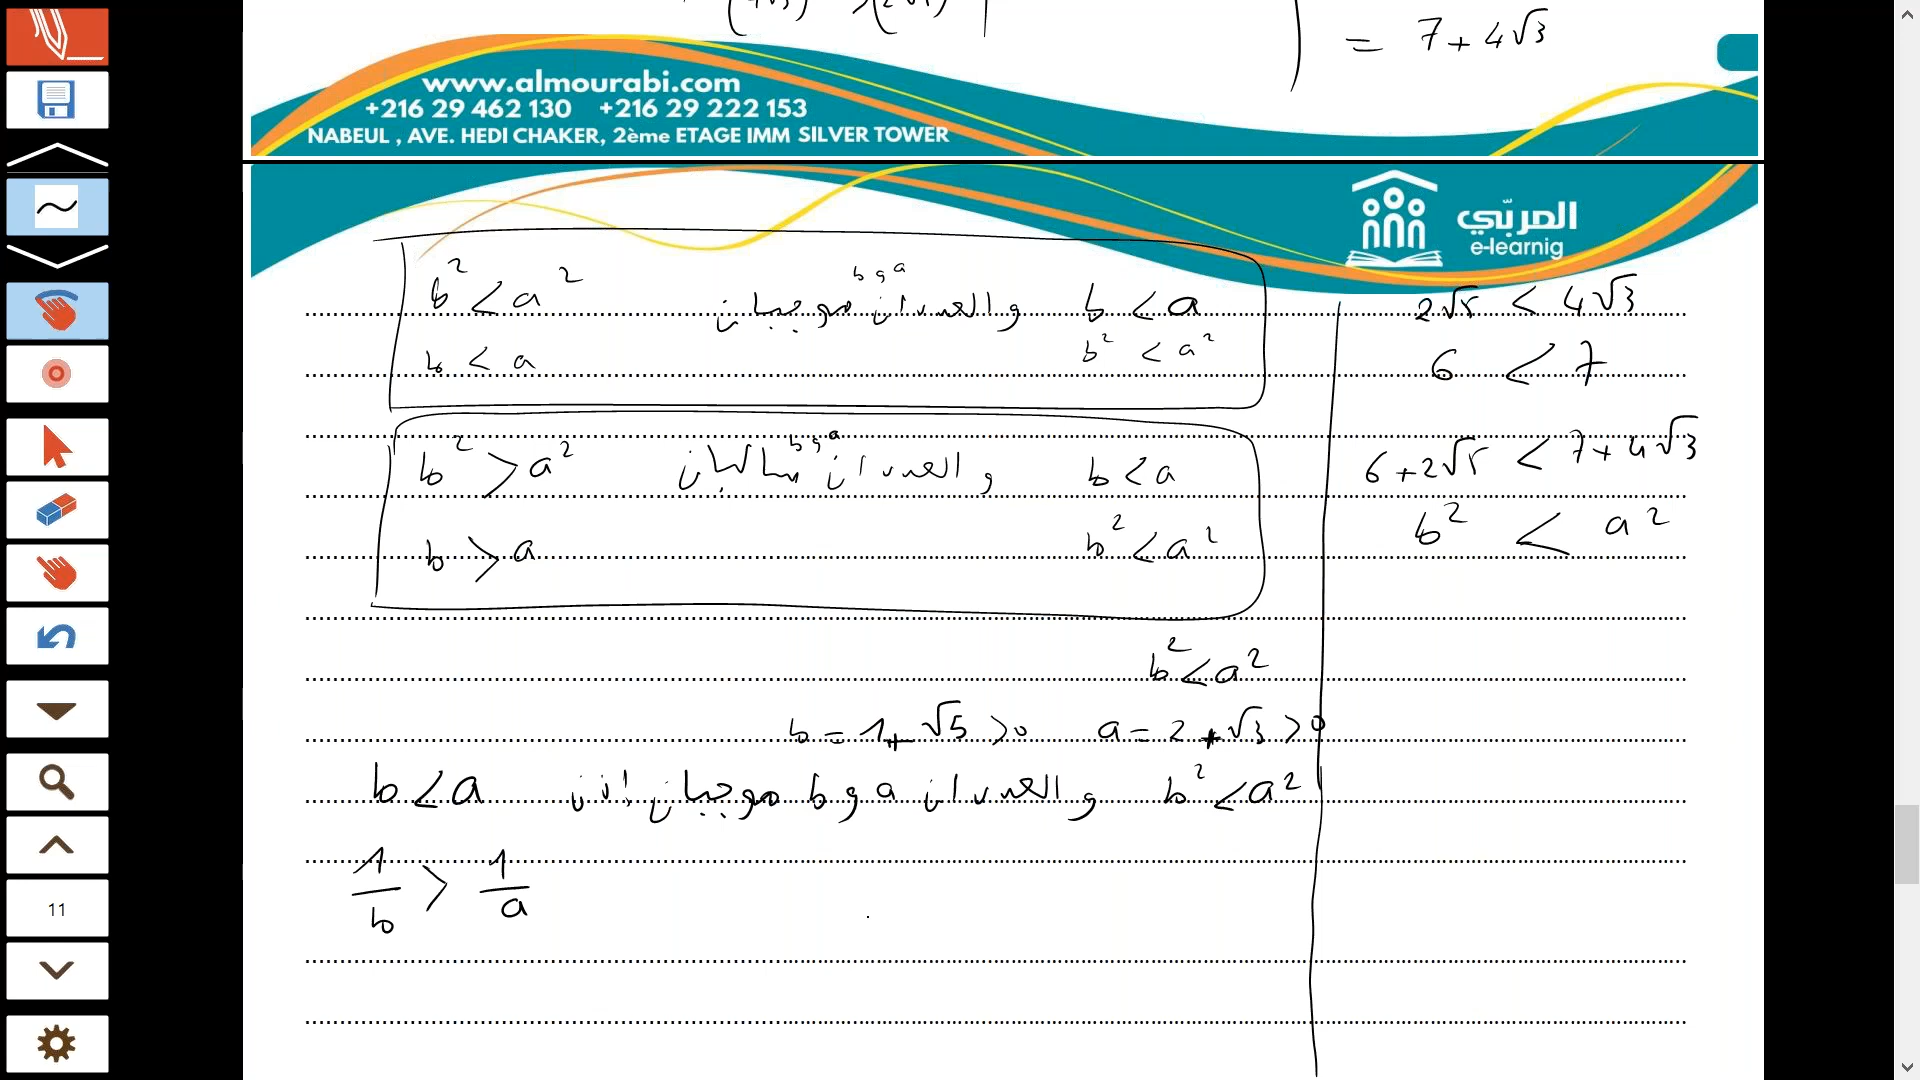 = 7 + 4√3
www.almourabi.com
+216 29 462 130 +216 29 222 153
NABEUL , AVE. HEDI CHAKER, 2ème ETAGE IMM SILVER TOWER
المربّي
e-learnig
b < a والعددان a و b موجبان b² < a²
b² < a² b < a
b < a والعددان a و b سالبان b² > a²
b² < a² b > a
2√5 < 4√3
6 < 7
6 + 2√5 < 7 + 4√3
b² < a²
b² < a²
a = 2 + √3 > 0 b = 1 + √5 > 0
b² < a² والعددان a و b موجبان إذن b < a
1/b > 1/a
11